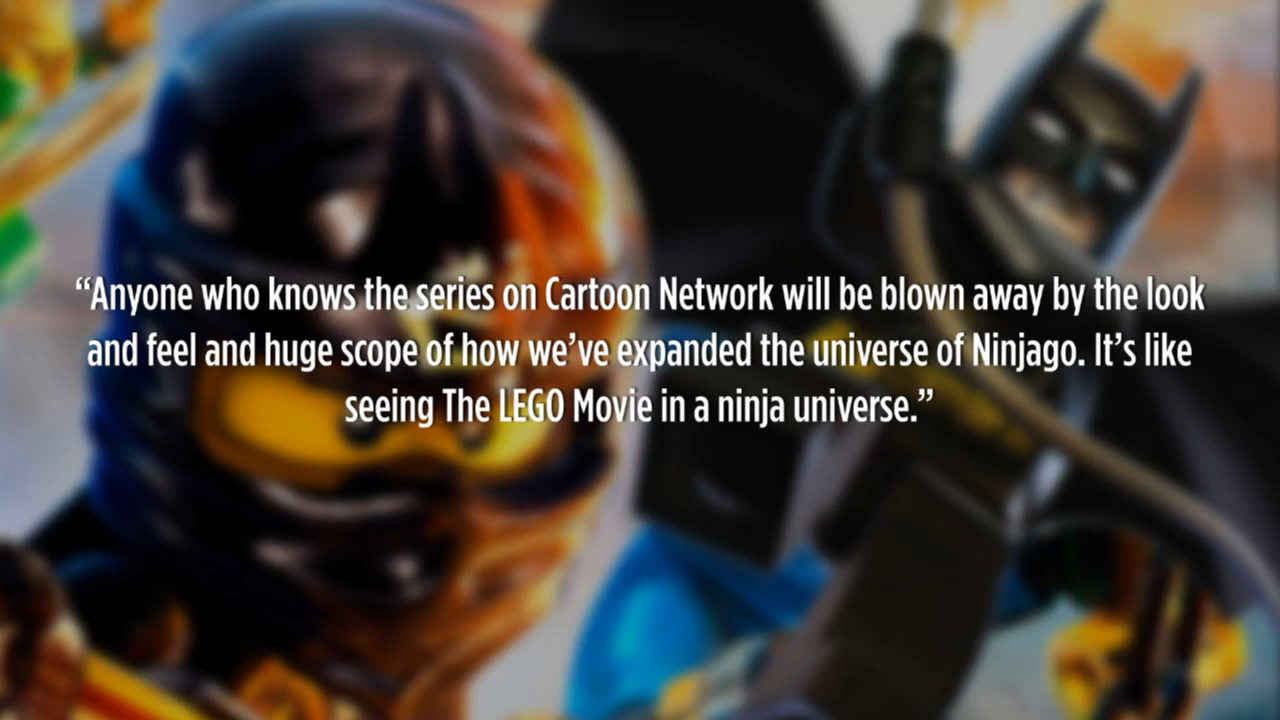 “Anyone who knows the series on Cartoon Network will be blown away by the look
and feel and huge scope of how we’ve expanded the universe of Ninjago. It’s like
seeing The LEGO Movie in a ninja universe.”